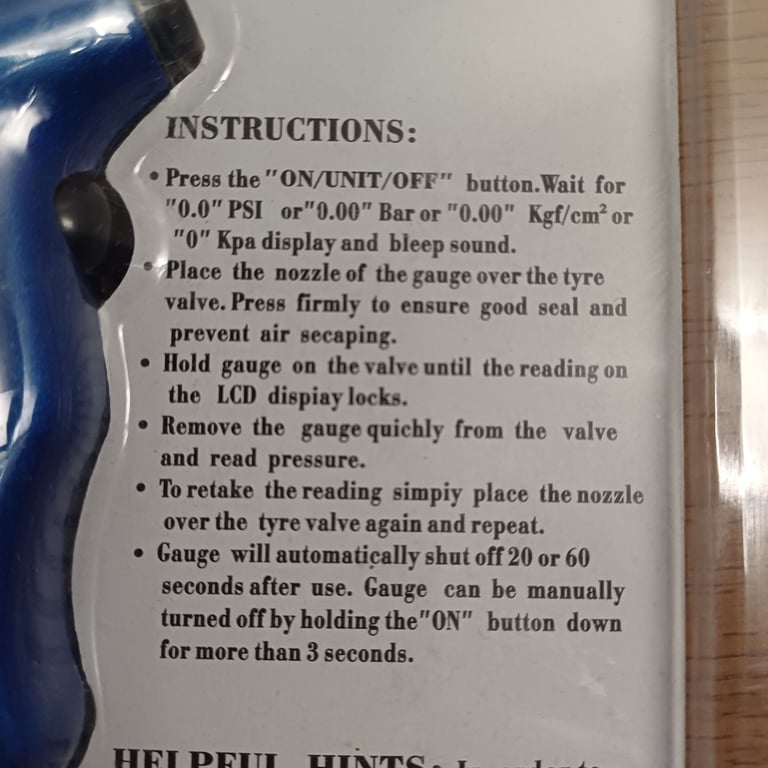 INSTRUCTIONS:
• Press the "ON/UNIT/OFF" button.Wait for
"0.0" PSI or"0.00" Bar or "0.00" Kgf/cm² or
"0" Kpa display and bleep sound.
• Place the nozzle of the gauge over the tyre
valve. Press firmly to ensure good seal and
prevent air secaping.
• Hold gauge on the valve until the reading on
the LCD dispiay locks.
• Remove the gauge quichly from the valve
and read pressure.
• To retake the reading simpiy place the nozzle
over the tyre valve again and repeat.
• Gauge will automatically shut off 20 or 60
seconds after use. Gauge can be manually
turned off by holding the"ON" button down
for more than 3 seconds.
HELPFUL HINTS: